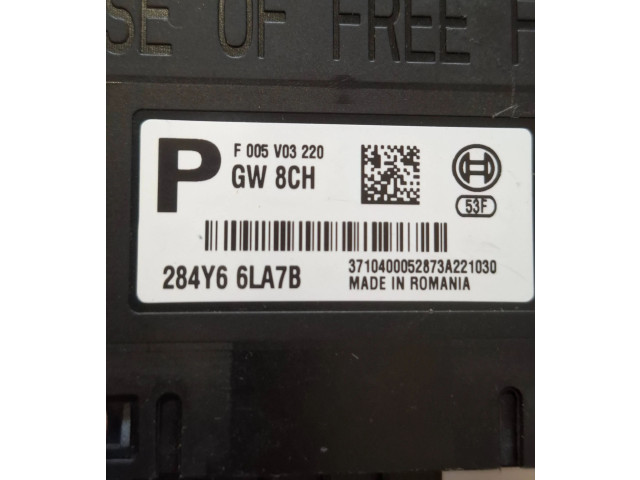 SE OF FREE
P
F 005 V03 220
GW 8CH
53F
284Y6 6LA7B
3710400052873A221030
MADE IN ROMANIA